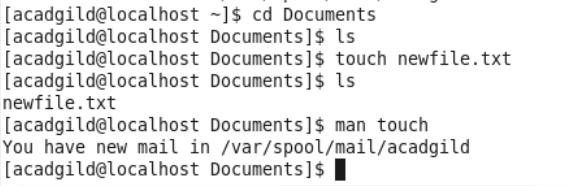 [acadgild@localhost ~]$ cd Documents
[acadgild@localhost Documents]$ ls
[acadgild@localhost Documents]$ touch newfile.txt
[acadgild@localhost Documents]$ ls
newfile.txt
[acadgild@localhost Documents]$ man touch
You have new mail in /var/spool/mail/acadgild
[acadgild@localhost Documents]$